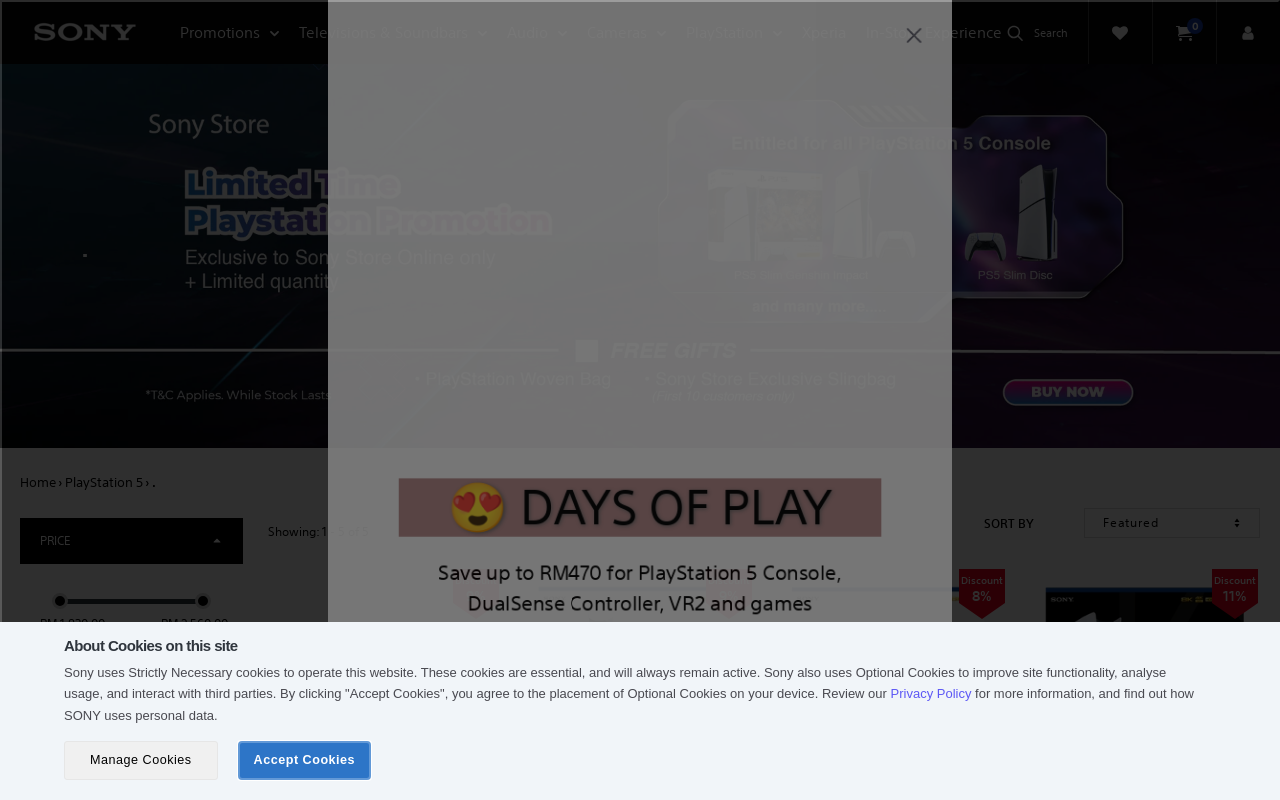 SONY
Promotions
Televisions & Soundbars
Audio
Cameras
PlayStation
Xperia
In-Store Experience
Search
0
Sony Store
Limited Time
Playstation Promotion
Exclusive to Sony Store Online only
+ Limited quantit
Entitled for all PlayStation 5 Console
PS5 Slim Disc
and many more
FREE GIFTS
• PlayStation Woven Bag
• Sony Store Exclusive Slingbag
*T&C Applies. While Stock Lasts
BUY NOW
Home › PlayStation 5 › .
PRICE
Showing: 1
SORT BY
Featured
😍 DAYS OF PLAY
Save up to RM470 for PlayStation 5 Console,
DualSense Controller, VR2 and games
Discount
8%
Discount
11%
SONY
About Cookies on this site
Sony uses Strictly Necessary cookies to operate this website. These cookies are essential, and will always remain active. Sony also uses Optional Cookies to improve site functionality, analyse
usage, and interact with third parties. By clicking "Accept Cookies", you agree to the placement of Optional Cookies on your device. Review our Privacy Policy for more information, and find out how
SONY uses personal data.
Manage Cookies
Accept Cookies